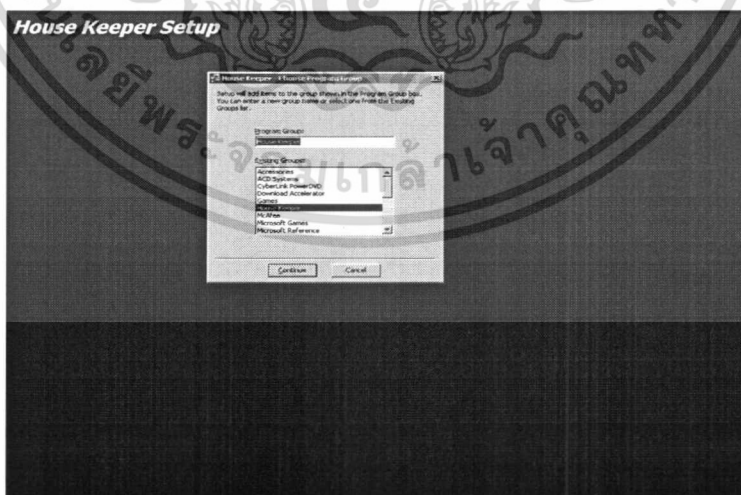 House Keeper Setup
House Keeper - Choose Program Group
Setup will add items to the group shown in the Program Group box.
You can enter a new group name or select one from the Existing
Groups list.
Program Group:
House Keeper
Existing Groups:
Accessories
ACD Systems
CyberLink PowerDVD
Download Accelerator
Games
House Keeper
McAfee
Microsoft Games
Microsoft Reference
Continue
Cancel